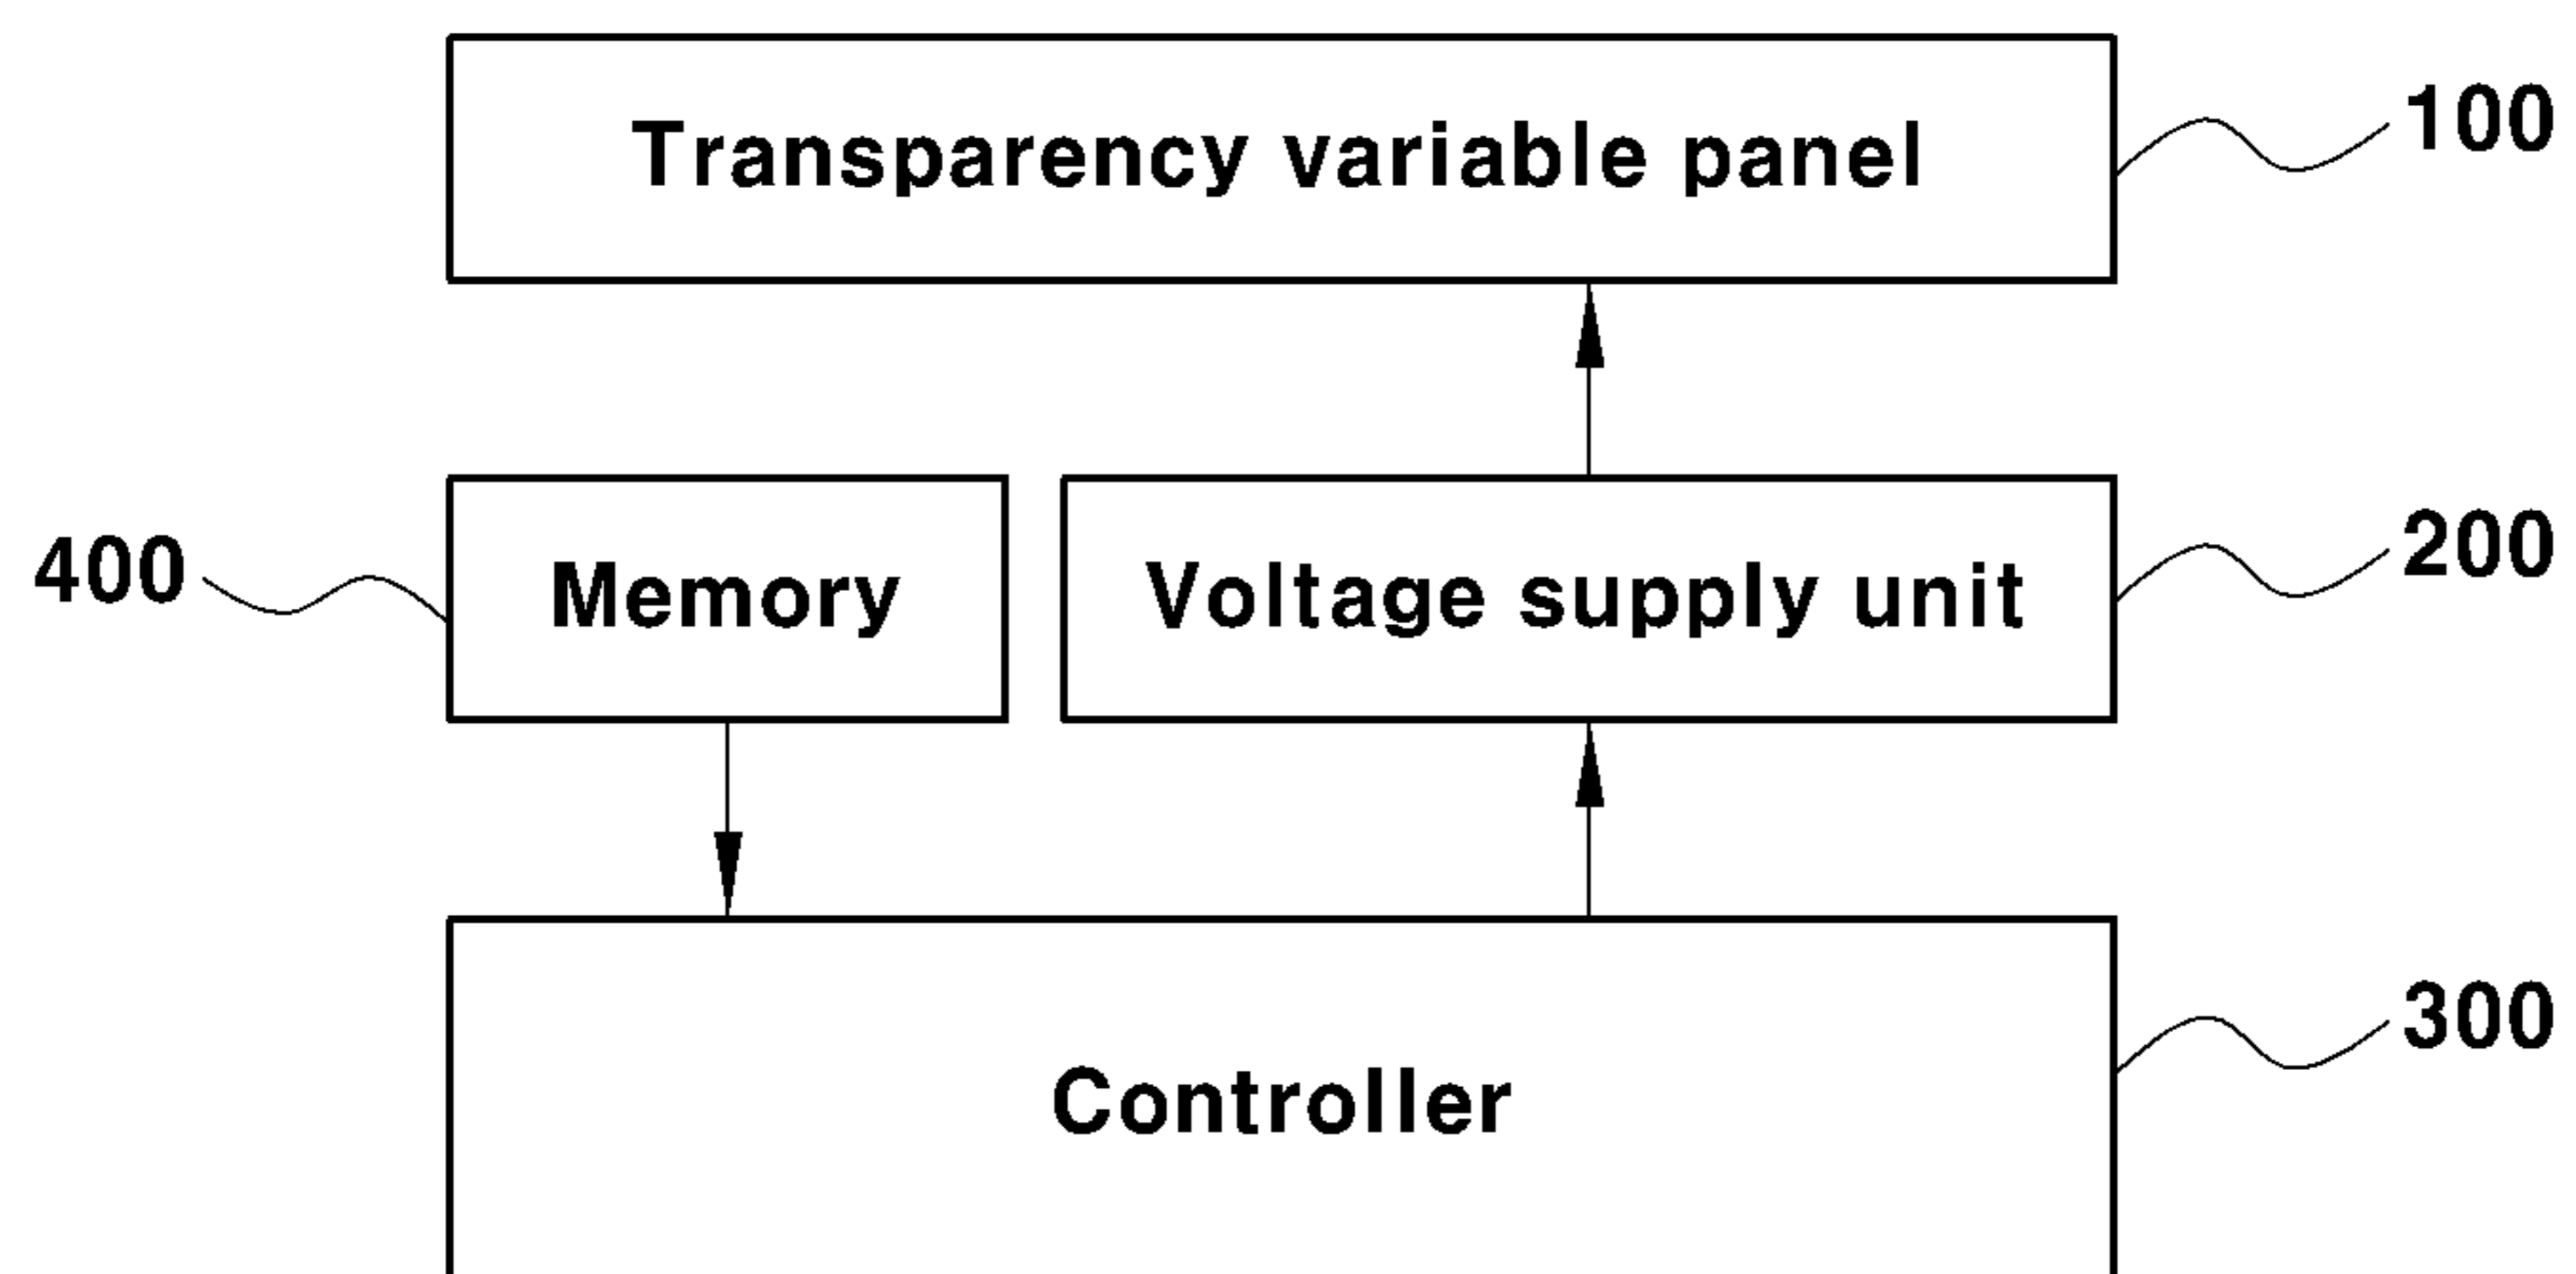 Transparency variable panel
100
400
Memory
Voltage supply unit
200
Controller
300